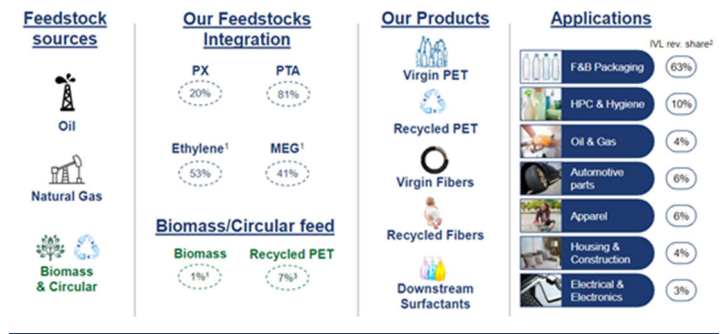 Feedstock
sources
Oil
Natural Gas
Biomass
& Circular
Our Feedstocks
Integration
PX PTA
20% 81%
Ethylene¹ MEG¹
53% 41%
Biomass/Circular feed
Biomass Recycled PET
1%³ 7%³
Our Products
Virgin PET
Recycled PET
Virgin Fibers
Recycled Fibers
Downstream
Surfactants
Applications
IVL rev. share²
F&B Packaging 63%
HPC & Hygiene 10%
Oil & Gas 4%
Automotive
parts 6%
Apparel 6%
Housing &
Construction 4%
Electrical &
Electronics 3%